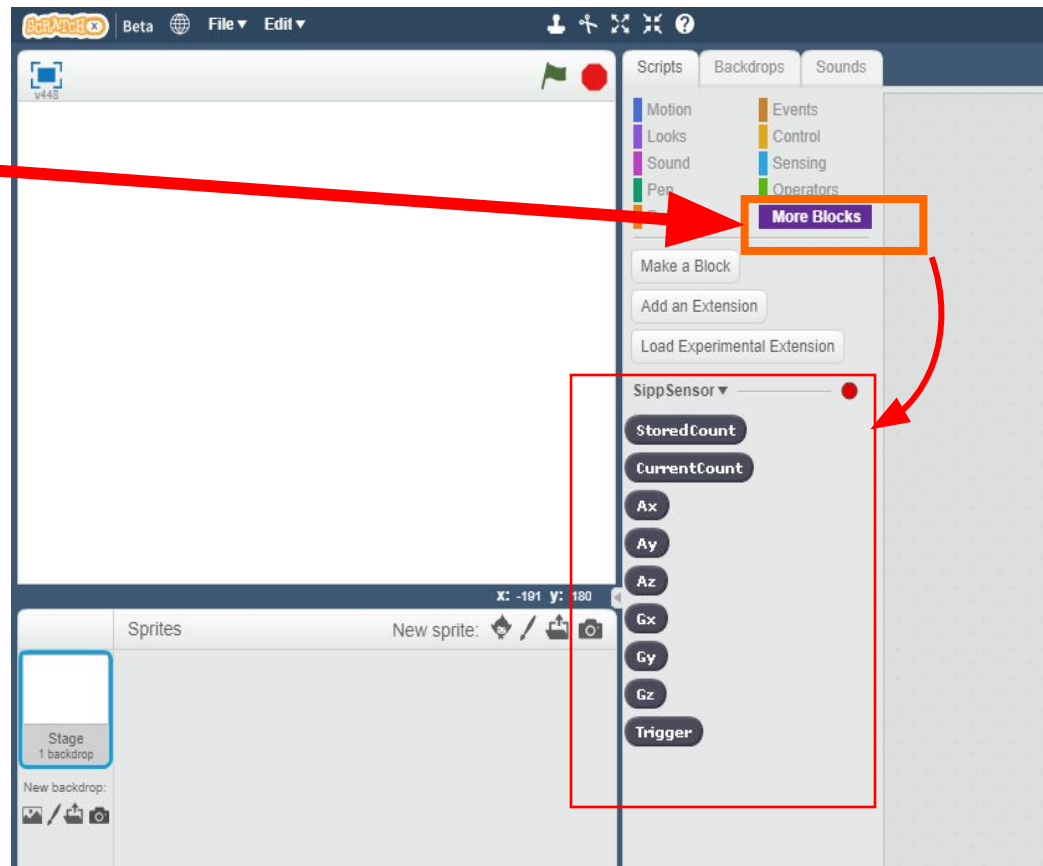 SCRATCHX Beta File Edit
v448
Scripts Backdrops Sounds
Motion Events
Looks Control
Sound Sensing
Pen Operators
More Blocks
Make a Block
Add an Extension
Load Experimental Extension
SippSensor
StoredCount
CurrentCount
Ax
Ay
Az
Gx
Gy
Gz
Trigger
x: -191 y: 180
Sprites New sprite:
Stage
1 backdrop
New backdrop: